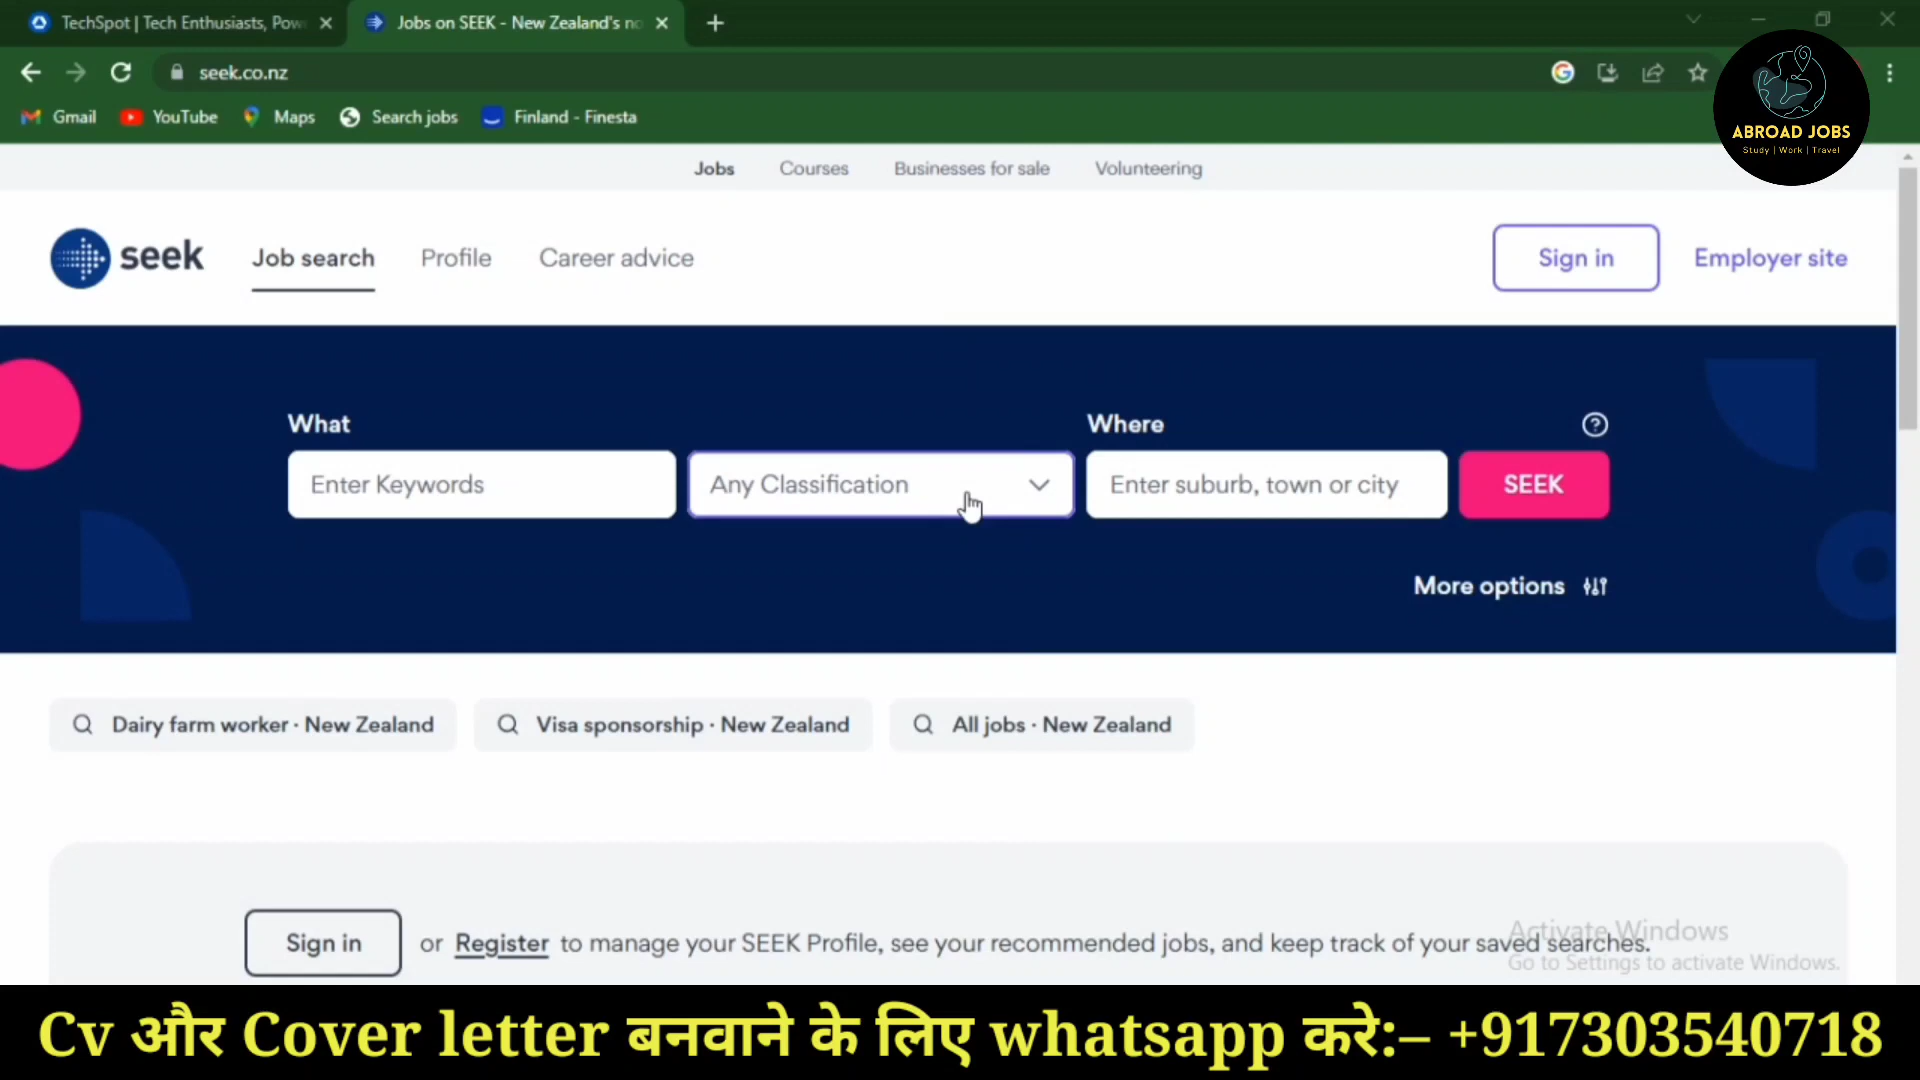 TechSpot | Tech Enthusiasts, Pow
Jobs on SEEK - New Zealand's no
seek.co.nz
Gmail
YouTube
Maps
Search jobs
Finland - Finesta
ABROAD JOBS
Study | Work | Travel
Jobs
Courses
Businesses for sale
Volunteering
seek
Job search
Profile
Career advice
Sign in
Employer site
What
Where
Enter Keywords
Any Classification
Enter suburb, town or city
SEEK
More options
Dairy farm worker · New Zealand
Visa sponsorship · New Zealand
All jobs · New Zealand
Sign in or Register to manage your SEEK Profile, see your recommended jobs, and keep track of your saved searches.
Activate Windows
Go to Settings to activate Windows.
Cv और Cover letter बनवाने के लिए whatsapp करे:– +917303540718